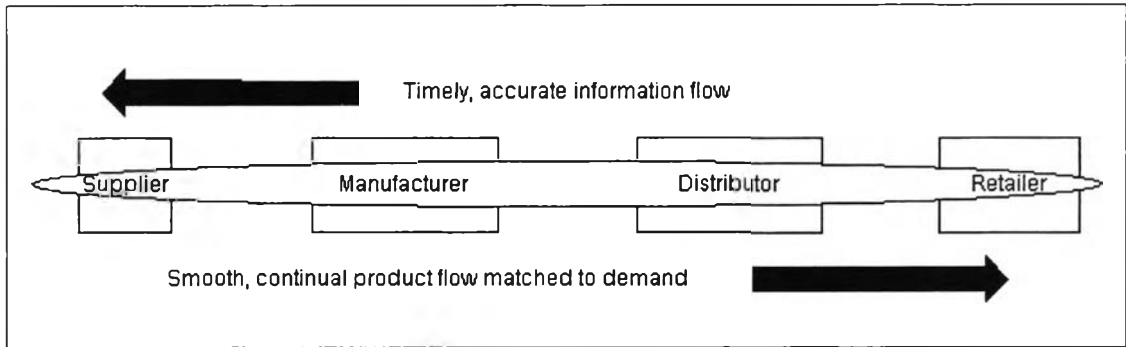 Timely, accurate information flow
Supplier Manufacturer Distributor Retailer
Smooth, continual product flow matched to demand